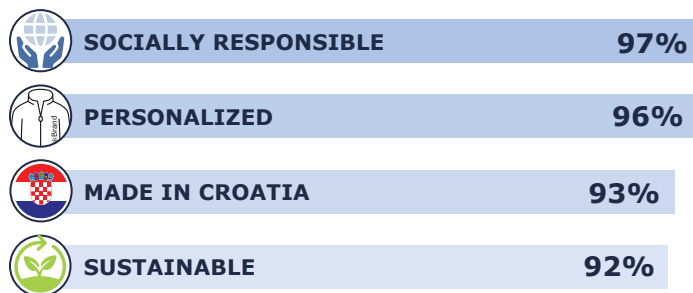 SOCIALLY RESPONSIBLE 97%
PERSONALIZED 96%
MADE IN CROATIA 93%
SUSTAINABLE 92%